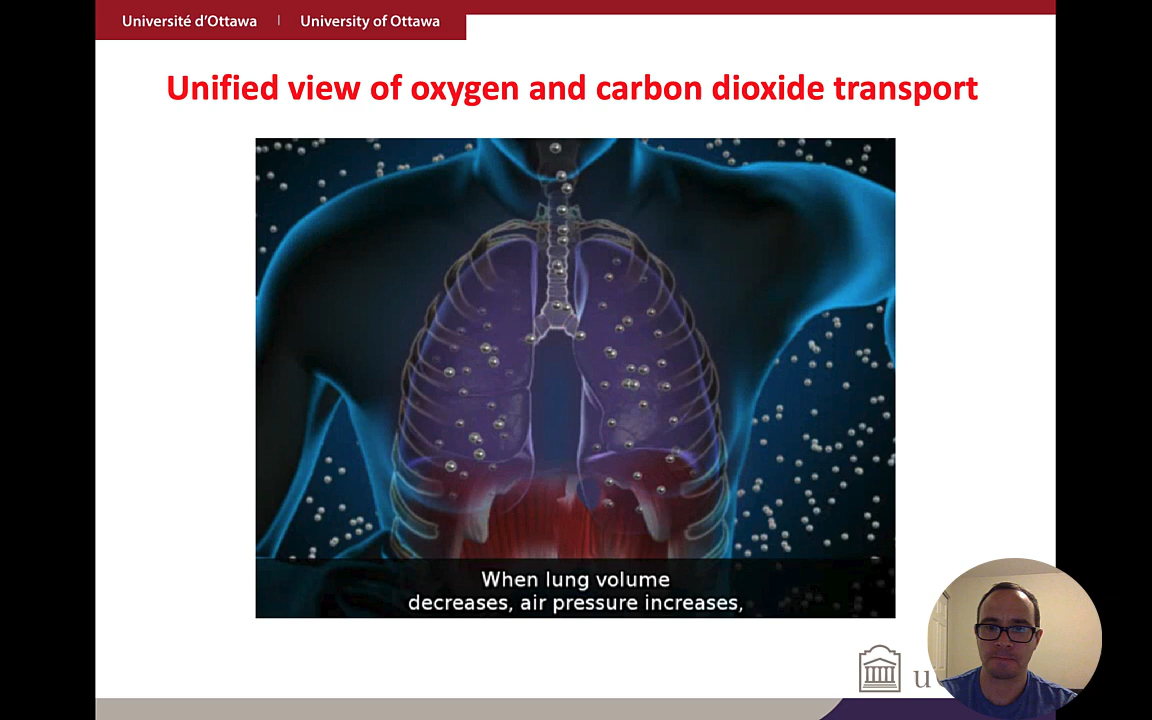 Université d'Ottawa | University of Ottawa
Unified view of oxygen and carbon dioxide transport
When lung volume
decreases, air pressure increases,